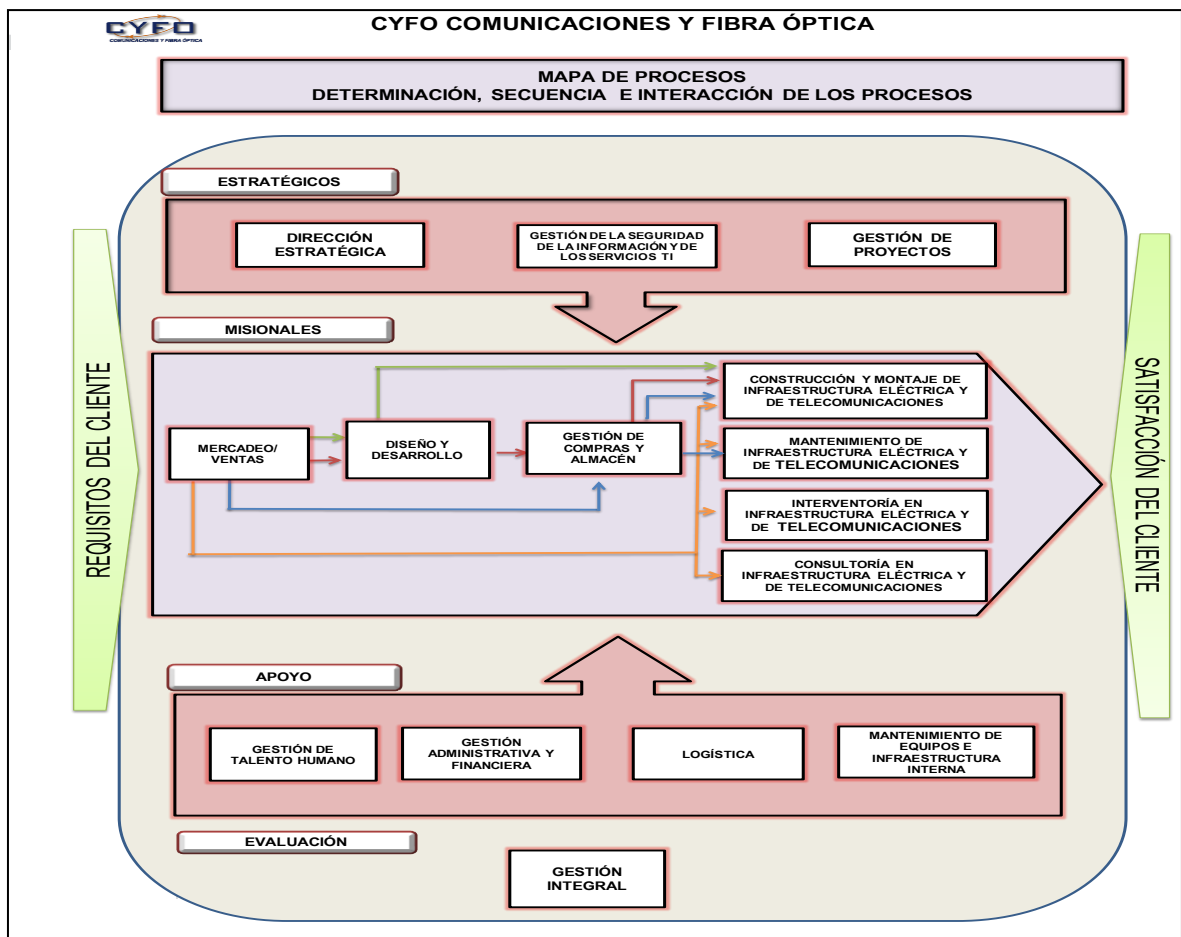 CYFO
COMUNICACIONES Y FIBRA ÓPTICA
CYFO COMUNICACIONES Y FIBRA ÓPTICA
MAPA DE PROCESOS
DETERMINACIÓN, SECUENCIA E INTERACCIÓN DE LOS PROCESOS
REQUISITOS DEL CLIENTE
ESTRATÉGICOS
DIRECCIÓN
ESTRATÉGICA
GESTIÓN DE LA SEGURIDAD
DE LA INFORMACIÓN Y DE
LOS SERVICIOS TI
GESTIÓN DE
PROYECTOS
MISIONALES
MERCADEO/
VENTAS
DISEÑO Y
DESARROLLO
GESTIÓN DE
COMPRAS Y
ALMACÉN
CONSTRUCCIÓN Y MONTAJE DE
INFRAESTRUCTURA ELÉCTRICA Y
DE TELECOMUNICACIONES
MANTENIMIENTO DE
INFRAESTRUCTURA ELÉCTRICA Y
DE TELECOMUNICACIONES
INTERVENTORÍA EN
INFRAESTRUCTURA ELÉCTRICA Y
DE TELECOMUNICACIONES
CONSULTORÍA EN
INFRAESTRUCTURA ELÉCTRICA Y
DE TELECOMUNICACIONES
APOYO
GESTIÓN DE
TALENTO HUMANO
GESTIÓN
ADMINISTRATIVA Y
FINANCIERA
LOGÍSTICA
MANTENIMIENTO DE
EQUIPOS E
INFRAESTRUCTURA
INTERNA
EVALUACIÓN
GESTIÓN
INTEGRAL
SATISFACCIÓN DEL CLIENTE